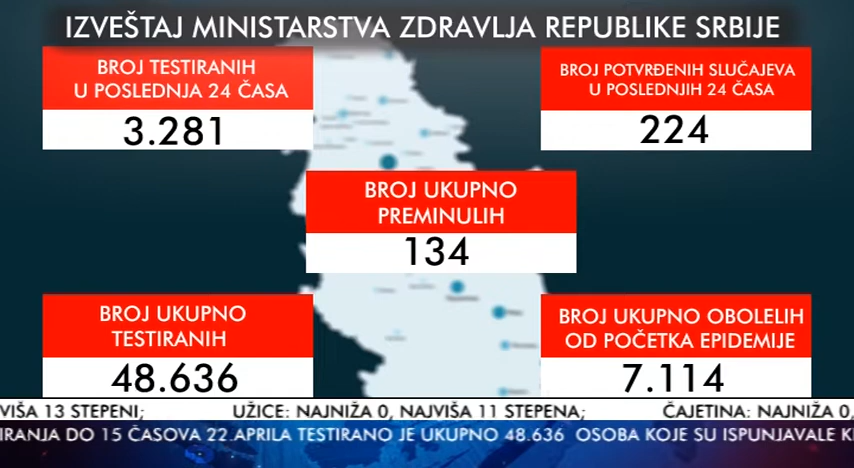 IZVEŠTAJ MINISTARSTVA ZDRAVLJA REPUBLIKE SRBIJE
BROJ TESTIRANIH
U POSLEDNJA 24 ČASA
3.281
BROJ POTVRĐENIH SLUČAJEVA
U POSLEDNJIH 24 ČASA
224
BROJ UKUPNO
PREMINULIH
134
BROJ UKUPNO
TESTIRANIH
48.636
BROJ UKUPNO OBOLELIH
OD POČETKA EPIDEMIJE
7.114
VIŠA 13 STEPENI; UŽICE: NAJNIŽA 0, NAJVIŠA 11 STEPENA; ČAJETINA: NAJNIŽA 0,
IRANJA DO 15 ČASOVA 22.APRILA TESTIRANO JE UKUPNO 48.636 OSOBA KOJE SU ISPUNJAVALE